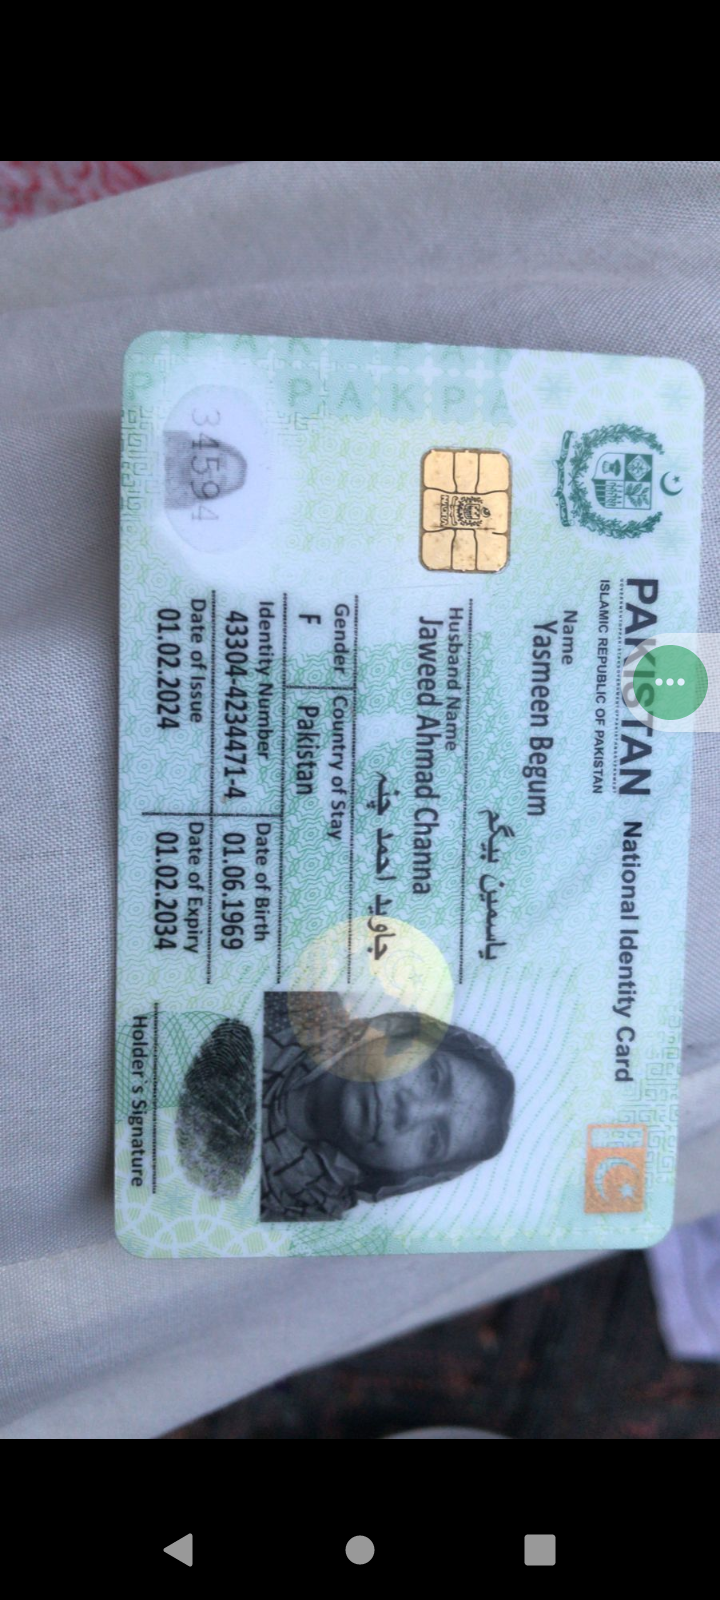 PAKISTAN National Identity Card
ISLAMIC REPUBLIC OF PAKISTAN
Name
Yasmeen Begum
یاسمین بیگم
Husband Name
Jaweed Ahmad Channa
جاوید احمد چنہ
Gender Country of Stay
F Pakistan
Identity Number Date of Birth
43304-4234471-4 01.06.1969
Date of Issue Date of Expiry
01.02.2024 01.02.2034
Holder's Signature
34594
PAKPA